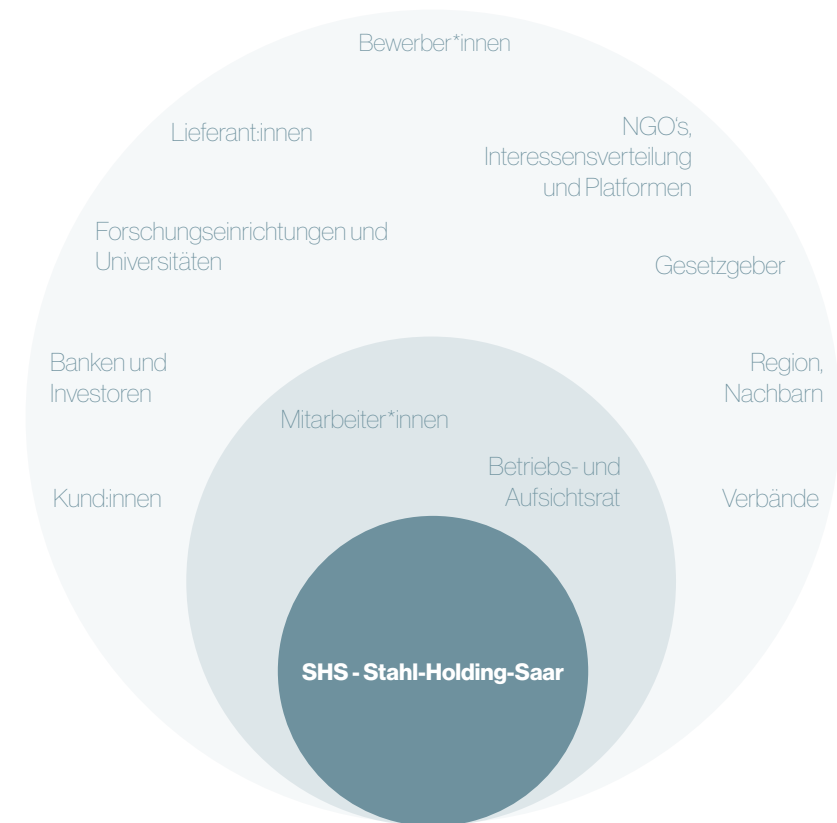 Bewerber*innen
Lieferant:innen
NGO's,
Interessensverteilung
und Platformen
Forschungseinrichtungen und
Universitäten
Gesetzgeber
Banken und
Investoren
Region,
Nachbarn
Mitarbeiter*innen
Betriebs- und
Aufsichtsrat
Kund:innen
Verbände
SHS - Stahl-Holding-Saar